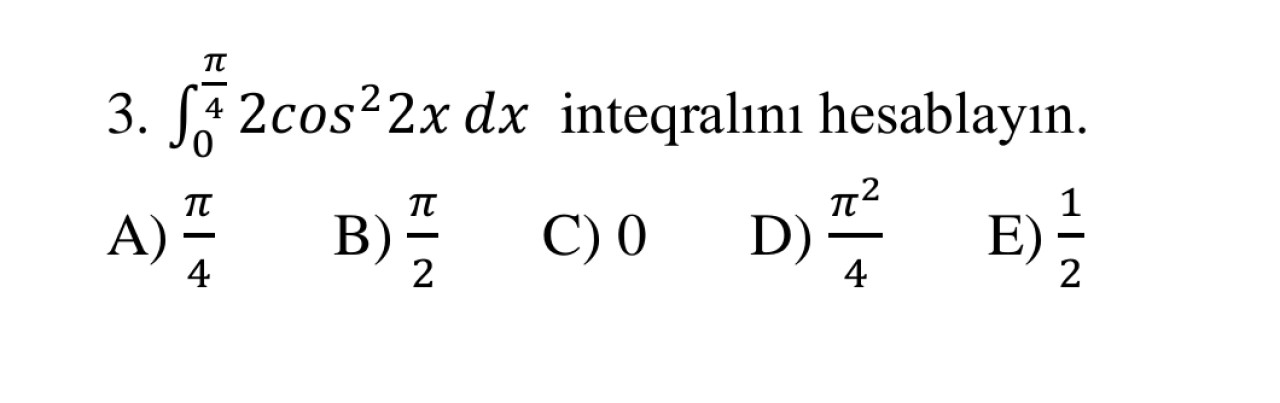 3. ∫₀^{π/4} 2cos²2x dx inteqralını hesablayın.
A) π/4 B) π/2 C) 0 D) π²/4 E) 1/2